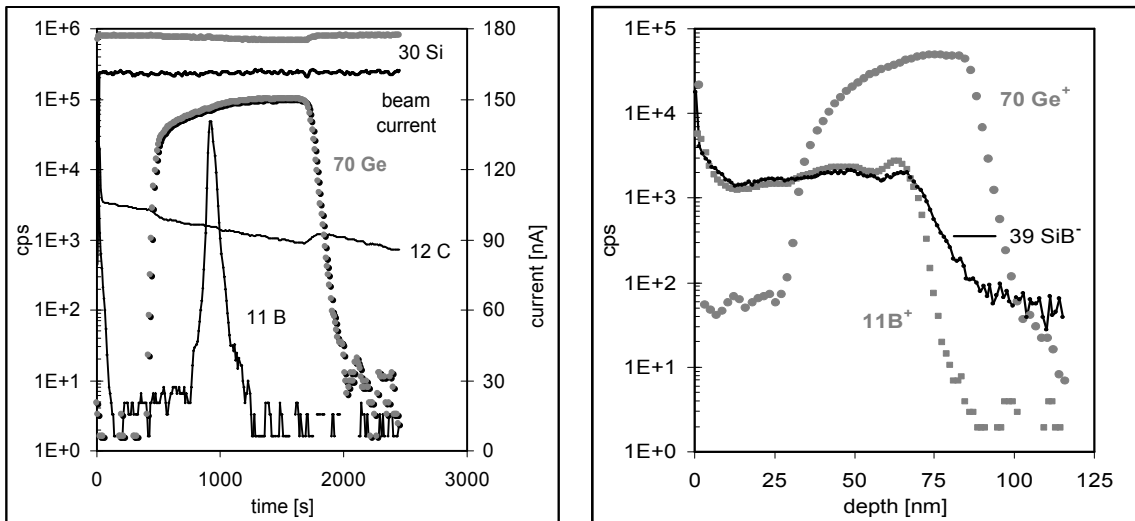 1E+6
1E+5
1E+4
1E+3
1E+2
1E+1
1E+0
cps
0
1000
2000
3000
time [s]
180
150
120
90
60
30
0
current [nA]
30 Si
beam
current
70 Ge
12 C
11 B
1E+5
1E+4
1E+3
1E+2
1E+1
1E+0
cps
0
25
50
75
100
125
depth [nm]
70 Ge⁺
39 SiB⁻
11B⁺